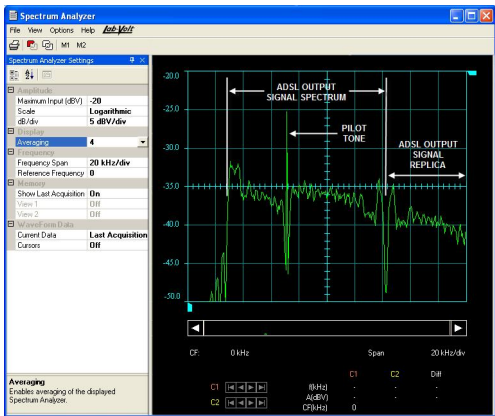 Spectrum Analyzer
File View Options Help Lab-Volt
M1 M2
Spectrum Analyzer Settings
Amplitude
Maximum Input (dBV) -20
Scale Logarithmic
dB/div 5 dBV/div
Display
Averaging 4
Frequency
Frequency Span 20 kHz/div
Reference Frequency 0
Memory
Show Last Acquisition On
View 1 Off
View 2 Off
WaveForm Data
Current Data Last Acquisition
Cursors Off
Averaging
Enables averaging of the displayed
Spectrum Analyzer.
-20.0
-25.0
-30.0
-35.0
-40.0
-45.0
-50.0
ADSL OUTPUT
SIGNAL SPECTRUM
PILOT
TONE
ADSL OUTPUT
SIGNAL
REPLICA
CF: 0 kHz Span 20 kHz/div
C1 C2 Diff
C1 f(kHz) - - -
A(dBV) - - -
C2 CF(kHz) 0